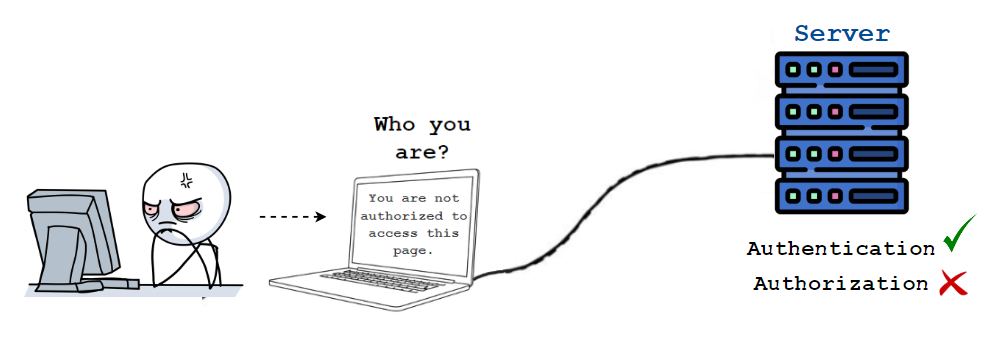 Server
Who you
are?
You are not
authorized to
access this
page.
Authentication
Authorization